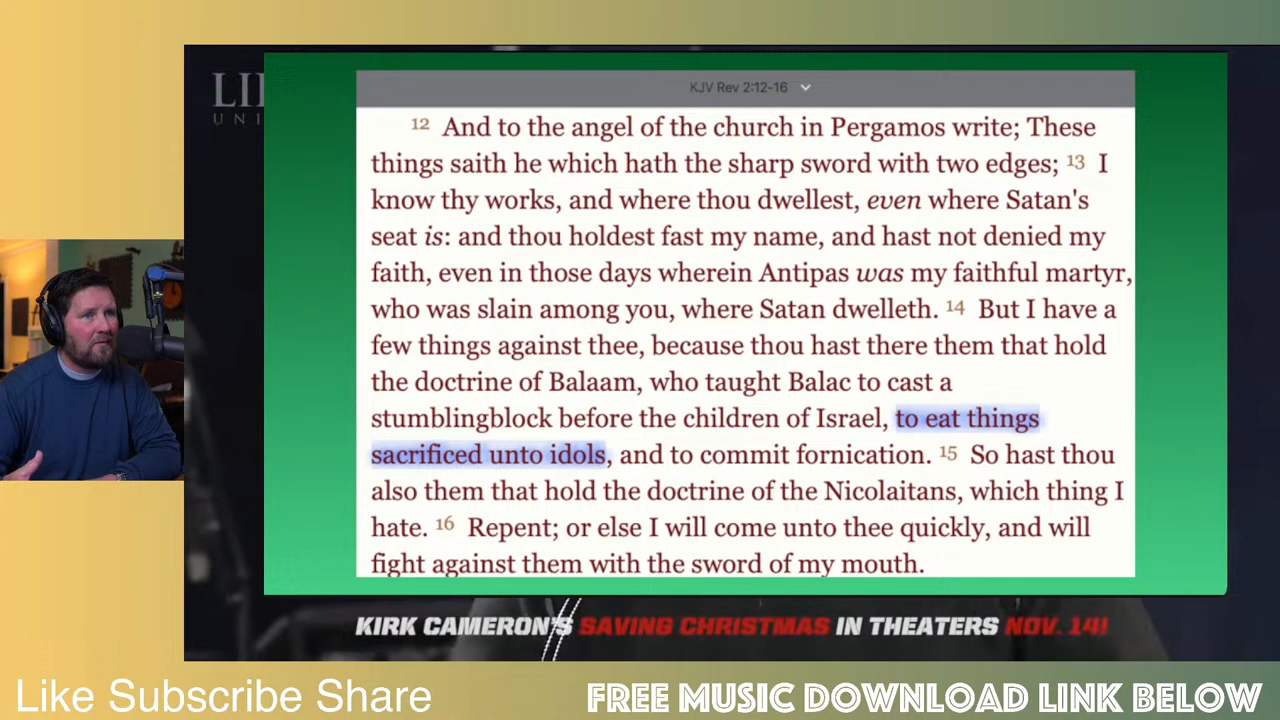 LI
UNI
KJV Rev 2:12-16
12 And to the angel of the church in Pergamos write; These
things saith he which hath the sharp sword with two edges; 13 I
know thy works, and where thou dwellest, even where Satan's
seat is: and thou holdest fast my name, and hast not denied my
faith, even in those days wherein Antipas was my faithful martyr,
who was slain among you, where Satan dwelleth. 14 But I have a
few things against thee, because thou hast there them that hold
the doctrine of Balaam, who taught Balac to cast a
stumblingblock before the children of Israel, to eat things
sacrificed unto idols, and to commit fornication. 15 So hast thou
also them that hold the doctrine of the Nicolaitans, which thing I
hate. 16 Repent; or else I will come unto thee quickly, and will
fight against them with the sword of my mouth.
KIRK CAMERON'S SAVING CHRISTMAS IN THEATERS NOV. 14!
Like Subscribe Share
FREE MUSIC DOWNLOAD LINK BELOW